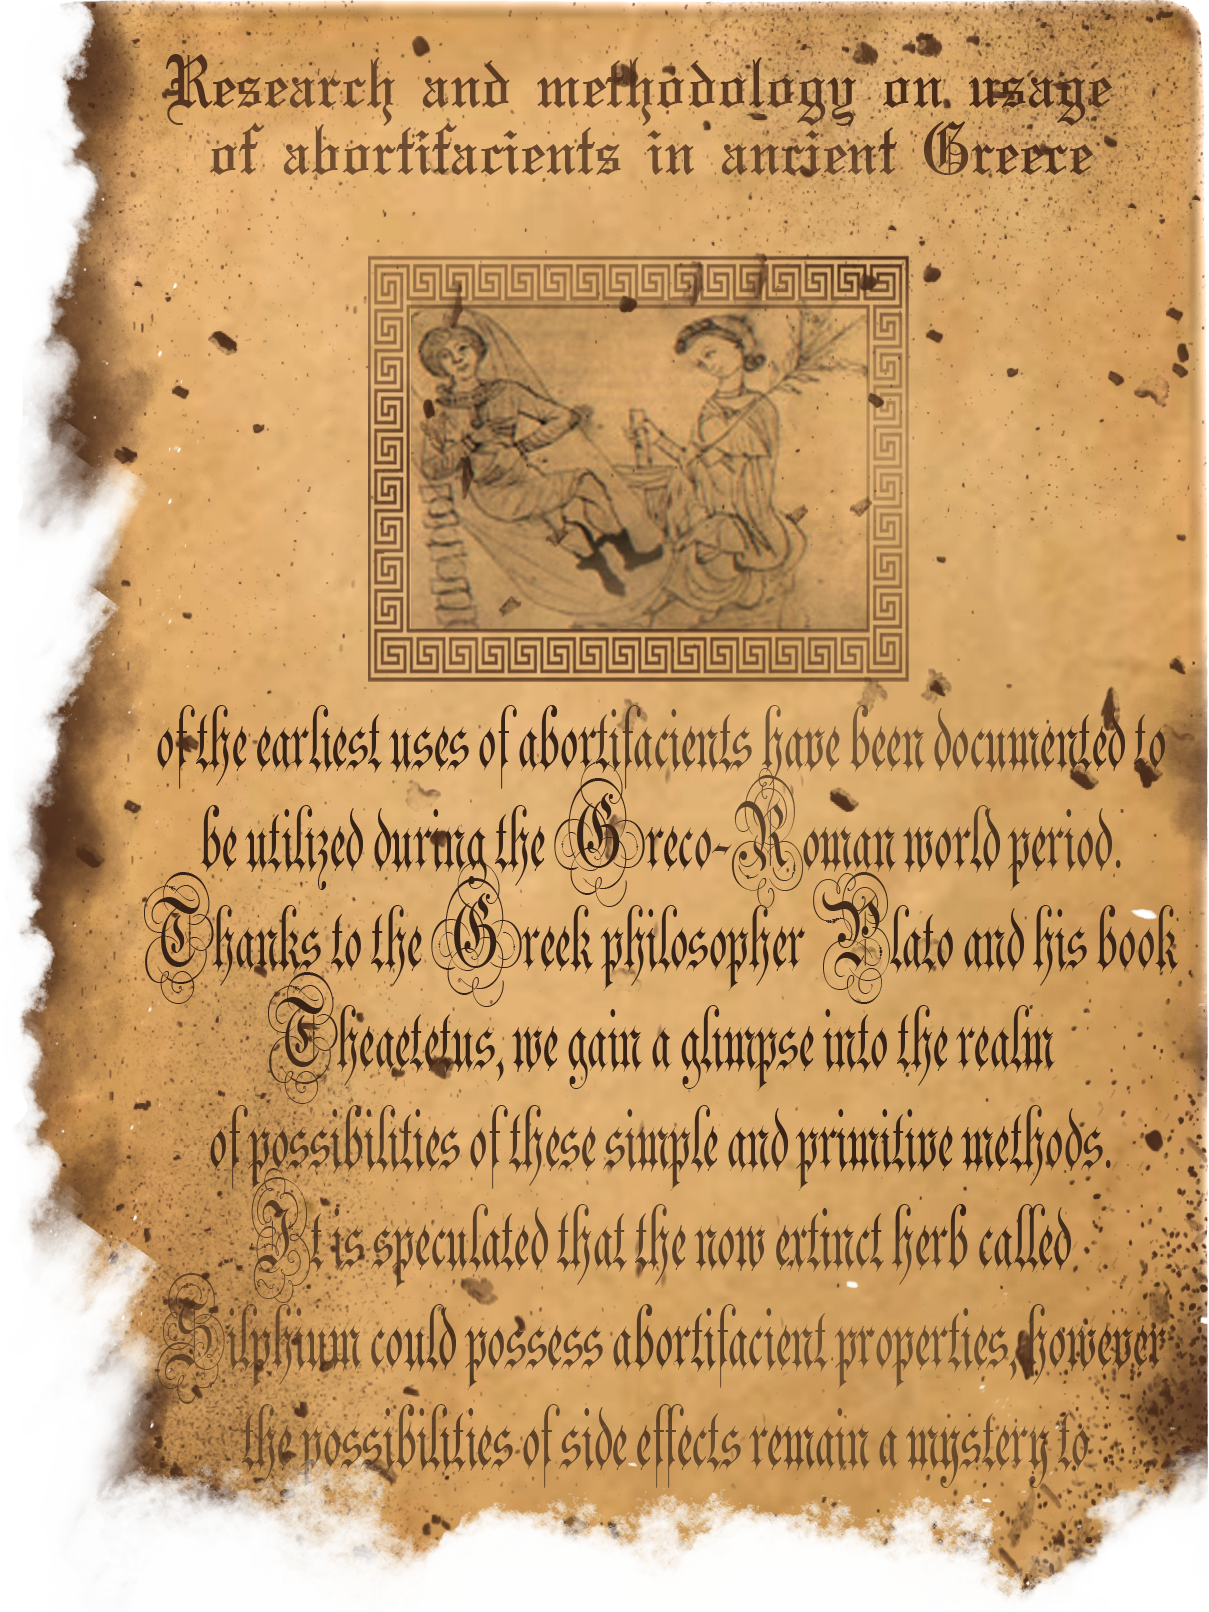 Research and methodology on usage
of abortifacients in ancient Greece
of the earliest uses of abortifacients have been documented to
be utilized during the Greco-Roman world period.
Thanks to the Greek philosopher Plato and his book
Theaetetus, we gain a glimpse into the realm
of possibilities of these simple and primitive methods.
It is speculated that the now extinct herb called
Silphium could possess abortifacient properties, however
the possibilities of side effects remain a mystery to